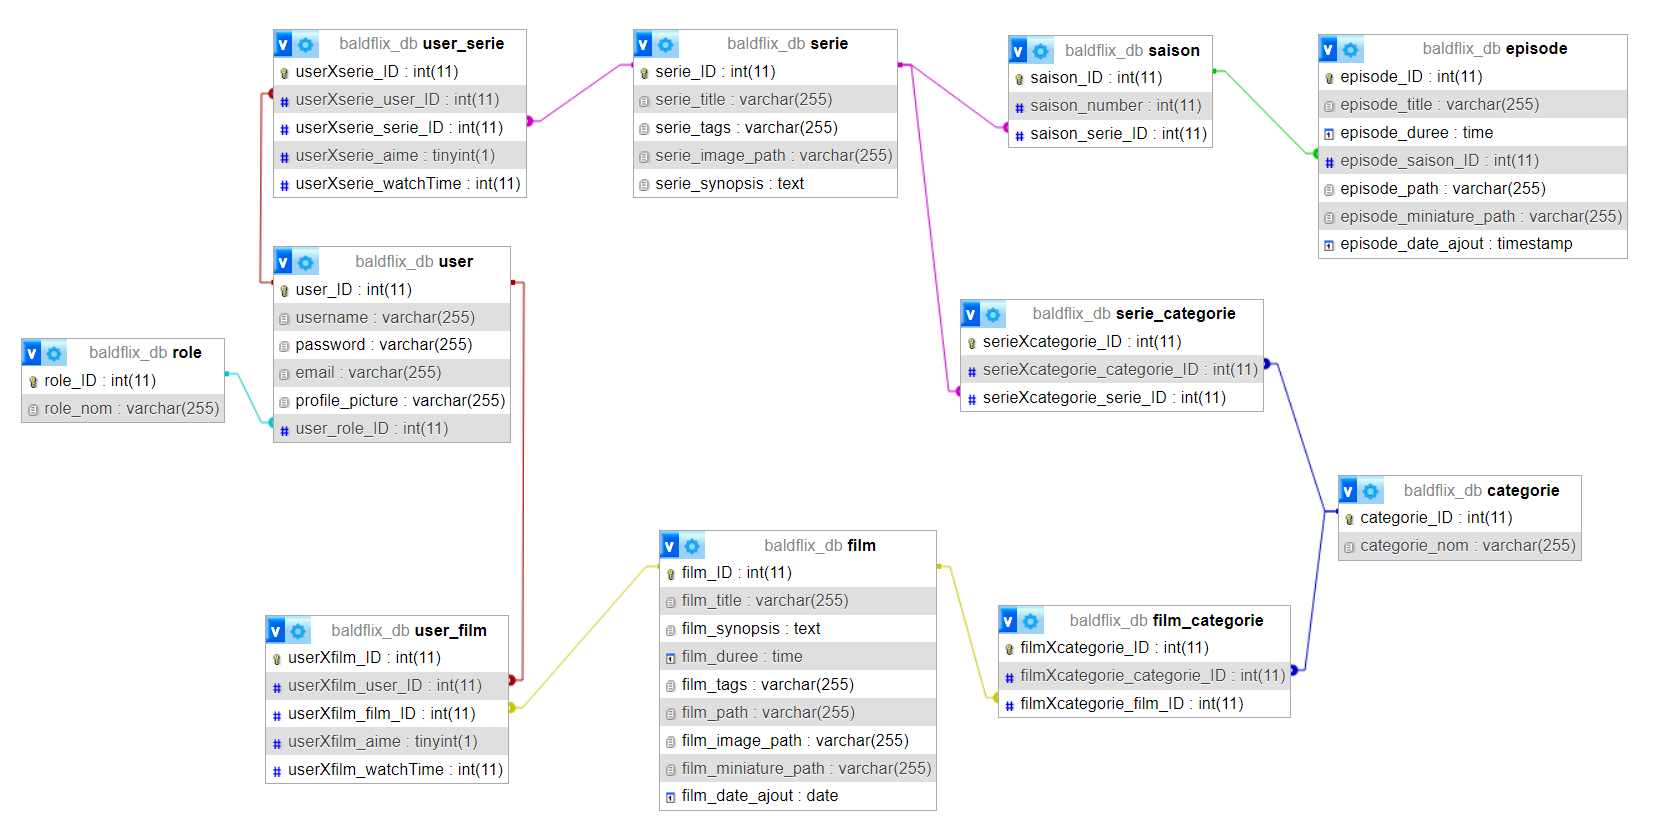 v baldflix_db user_serie
userXserie_ID : int(11)
userXserie_user_ID : int(11)
userXserie_serie_ID : int(11)
userXserie_aime : tinyint(1)
userXserie_watchTime : int(11)
v baldflix_db serie
serie_ID : int(11)
serie_title : varchar(255)
serie_tags : varchar(255)
serie_image_path : varchar(255)
serie_synopsis : text
v baldflix_db saison
saison_ID : int(11)
saison_number : int(11)
saison_serie_ID : int(11)
v baldflix_db episode
episode_ID : int(11)
episode_title : varchar(255)
episode_duree : time
episode_saison_ID : int(11)
episode_path : varchar(255)
episode_miniature_path : varchar(255)
episode_date_ajout : timestamp
v baldflix_db user
user_ID : int(11)
username : varchar(255)
password : varchar(255)
email : varchar(255)
profile_picture : varchar(255)
user_role_ID : int(11)
v baldflix_db role
role_ID : int(11)
role_nom : varchar(255)
v baldflix_db serie_categorie
serieXcategorie_ID : int(11)
serieXcategorie_categorie_ID : int(11)
serieXcategorie_serie_ID : int(11)
v baldflix_db categorie
categorie_ID : int(11)
categorie_nom : varchar(255)
v baldflix_db film
film_ID : int(11)
film_title : varchar(255)
film_synopsis : text
film_duree : time
film_tags : varchar(255)
film_path : varchar(255)
film_image_path : varchar(255)
film_miniature_path : varchar(255)
film_date_ajout : date
v baldflix_db user_film
userXfilm_ID : int(11)
userXfilm_user_ID : int(11)
userXfilm_film_ID : int(11)
userXfilm_aime : tinyint(1)
userXfilm_watchTime : int(11)
v baldflix_db film_categorie
filmXcategorie_ID : int(11)
filmXcategorie_categorie_ID : int(11)
filmXcategorie_film_ID : int(11)